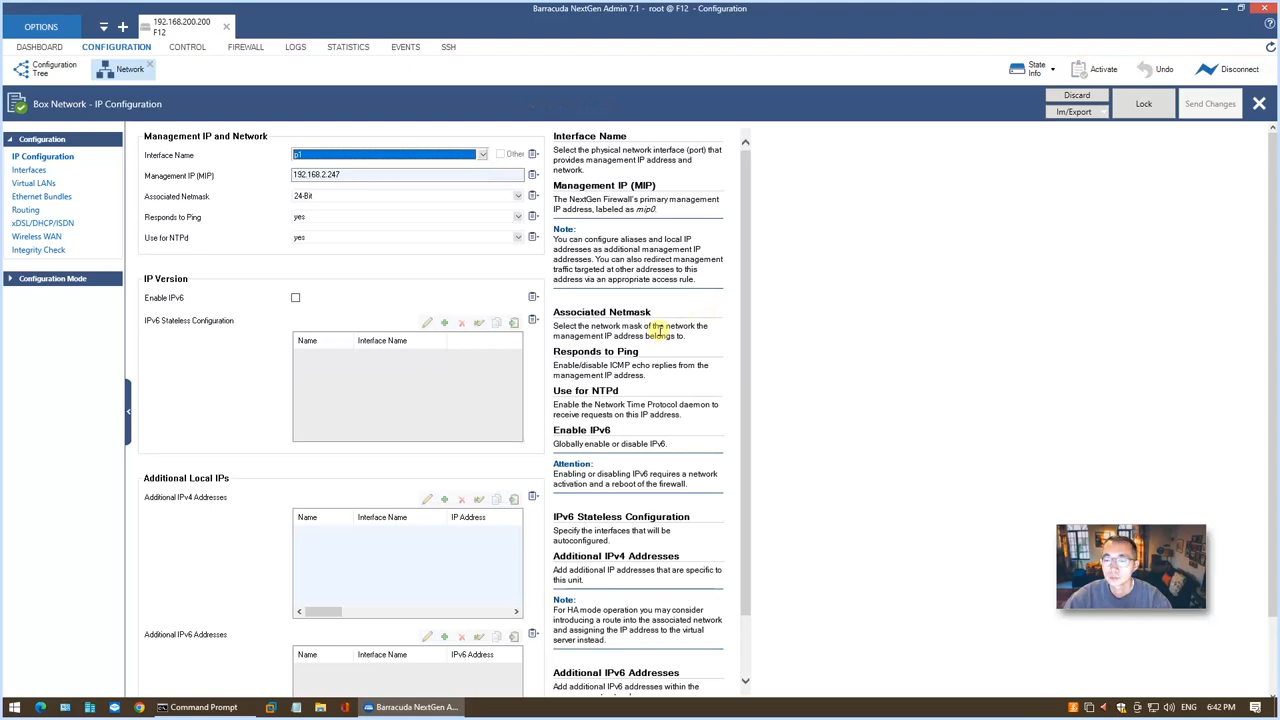 Barracuda NextGen Admin 7.1 - root @ F12 - Configuration
OPTIONS
192.168.200.200
F12
DASHBOARD
CONFIGURATION
CONTROL
FIREWALL
LOGS
STATISTICS
EVENTS
SSH
Configuration
Tree
Network
State
Info
Activate
Undo
Disconnect
Box Network - IP Configuration
Discard
Im/Export
Lock
Send Changes
Configuration
IP Configuration
Interfaces
Virtual LANs
Ethernet Bundles
Routing
xDSL/DHCP/ISDN
Wireless WAN
Integrity Check
Configuration Mode
Management IP and Network
Interface Name
p1
Other
Management IP (MIP)
192.168.2.247
Associated Netmask
24-Bit
Responds to Ping
yes
Use for NTPd
yes
IP Version
Enable IPv6
IPv6 Stateless Configuration
Name
Interface Name
Additional Local IPs
Additional IPv4 Addresses
Name
Interface Name
IP Address
Additional IPv6 Addresses
Name
Interface Name
IPv6 Address
Interface Name
Select the physical network interface (port) that
provides management IP address and
network.
Management IP (MIP)
The NextGen Firewall's primary management
IP address, labeled as mip0.
Note:
You can configure aliases and local IP
addresses as additional management IP
addresses. You can also redirect management
traffic targeted at other addresses to this
address via an appropriate access rule.
Associated Netmask
Select the network mask of the network the
management IP address belongs to.
Responds to Ping
Enable/disable ICMP echo replies from the
management IP address.
Use for NTPd
Enable the Network Time Protocol daemon to
receive requests on this IP address.
Enable IPv6
Globally enable or disable IPv6.
Attention:
Enabling or disabling IPv6 requires a network
activation and a reboot of the firewall.
IPv6 Stateless Configuration
Specify the interfaces that will be
autoconfigured.
Additional IPv4 Addresses
Add additional IP addresses that are specific to
this unit.
Note:
For HA mode operation you may consider
introducing a route into the associated network
and assigning the IP address to the virtual
server instead.
Additional IPv6 Addresses
Add additional IPv6 addresses within the
Command Prompt
Barracuda NextGen A...
ENG
6:42 PM